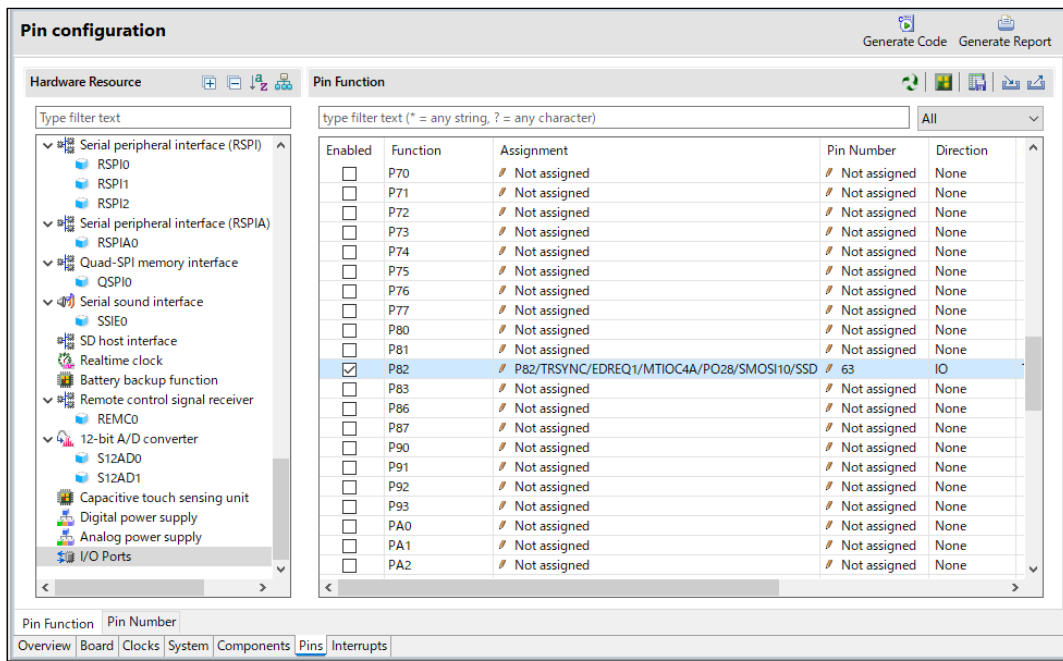 Pin configuration
Generate Code Generate Report
Hardware Resource
Pin Function
Type filter text
type filter text (* = any string, ? = any character)
All
Serial peripheral interface (RSPI)
RSPI0
RSPI1
RSPI2
Serial peripheral interface (RSPIA)
RSPIA0
Quad-SPI memory interface
QSPI0
Serial sound interface
SSIE0
SD host interface
Realtime clock
Battery backup function
Remote control signal receiver
REMC0
12-bit A/D converter
S12AD0
S12AD1
Capacitive touch sensing unit
Digital power supply
Analog power supply
I/O Ports
Enabled Function Assignment Pin Number Direction
P70 Not assigned Not assigned None
P71 Not assigned Not assigned None
P72 Not assigned Not assigned None
P73 Not assigned Not assigned None
P74 Not assigned Not assigned None
P75 Not assigned Not assigned None
P76 Not assigned Not assigned None
P77 Not assigned Not assigned None
P80 Not assigned Not assigned None
P81 Not assigned Not assigned None
P82 P82/TRSYNC/EDREQ1/MTIOC4A/PO28/SMOSI10/SSD 63 IO
P83 Not assigned Not assigned None
P86 Not assigned Not assigned None
P87 Not assigned Not assigned None
P90 Not assigned Not assigned None
P91 Not assigned Not assigned None
P92 Not assigned Not assigned None
P93 Not assigned Not assigned None
PA0 Not assigned Not assigned None
PA1 Not assigned Not assigned None
PA2 Not assigned Not assigned None
Pin Function Pin Number
Overview Board Clocks System Components Pins Interrupts